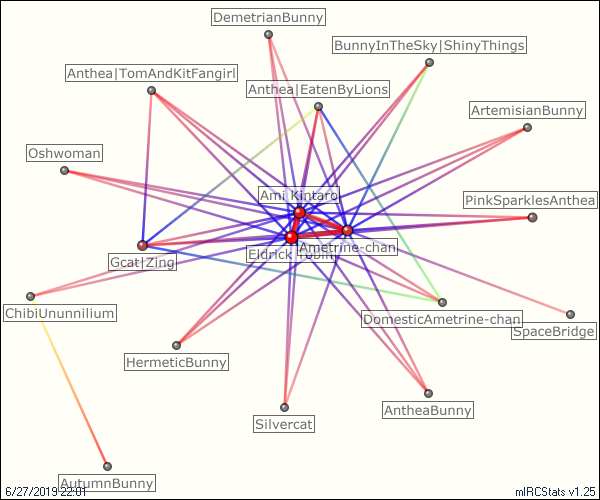 DemetrianBunny
BunnyInTheSky|ShinyThings
Anthea|TomAndKitFangirl
Anthea|EatenByLions
ArtemisianBunny
Oshwoman
Ami Kintaro
PinkSparklesAnthea
Eldrick
Ametrine-chan
Gcat|Zing
ChibiUnunnilium
DomesticAmetrine-chan
SpaceBridge
HermeticBunny
Silvercat
AntheaBunny
AutumnBunny
6/27/2019 22:01
mIRCStats v1.25